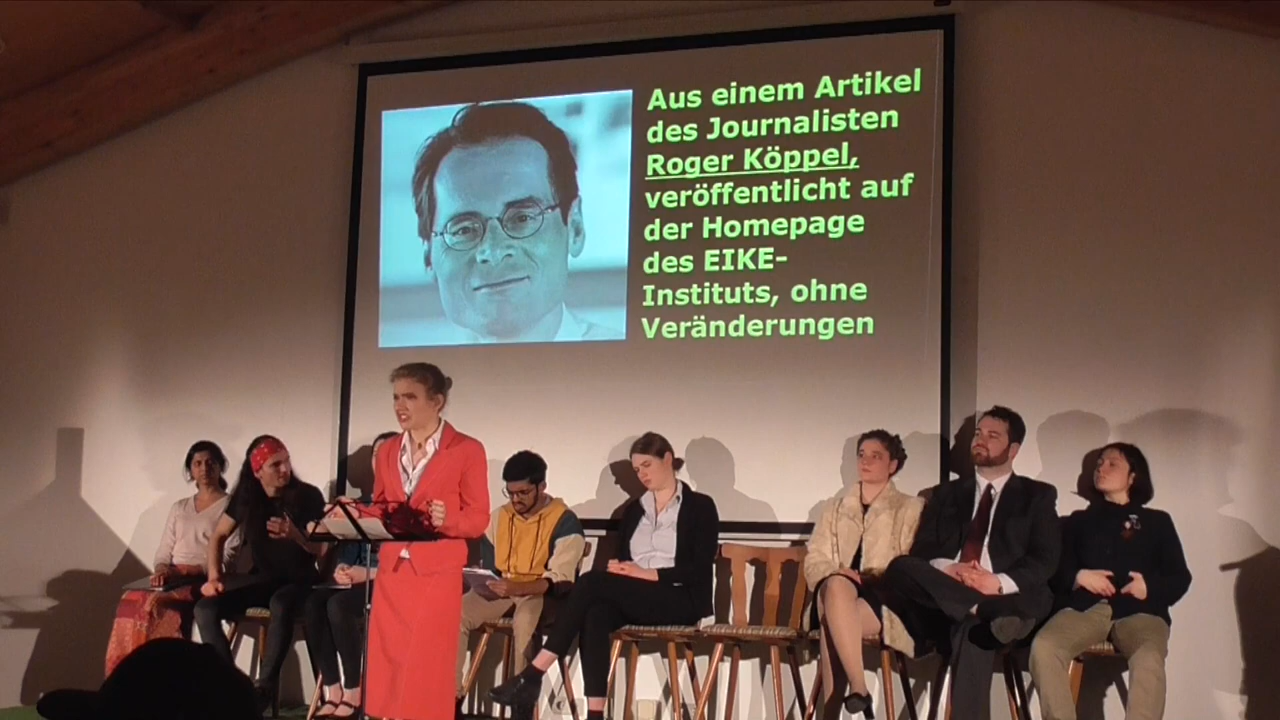 Aus einem Artikel
des Journalisten
Roger Köppel,
veröffentlicht auf
der Homepage
des EIKE-
Instituts, ohne
Veränderungen